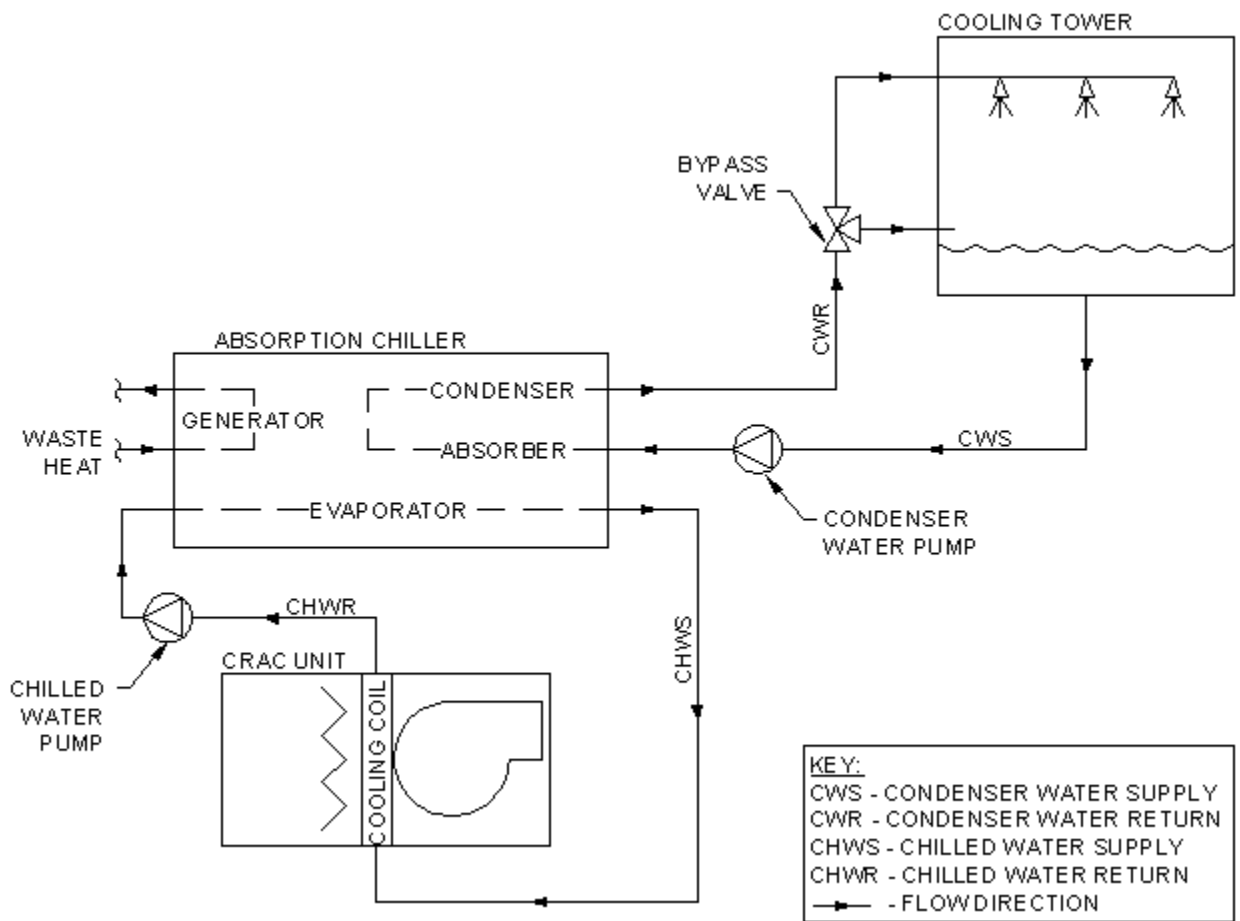 COOLING TOWER
BYPASS
VALVE
CWR
ABSORPTION CHILLER
CONDENSER
GENERATOR
WASTE
HEAT
ABSORBER
CWS
EVAPORATOR
CONDENSER
WATER PUMP
CHWR
CHWS
CRAC UNIT
CHILLED
WATER
PUMP
COOLING COIL
KEY:
CWS - CONDENSER WATER SUPPLY
CWR - CONDENSER WATER RETURN
CHWS - CHILLED WATER SUPPLY
CHWR - CHILLED WATER RETURN
- FLOW DIRECTION